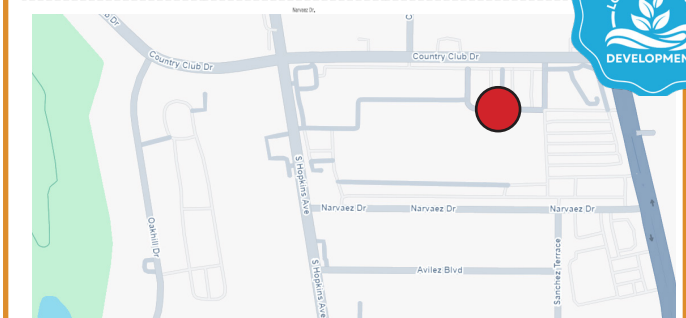 Narvaez Dr,
Country Club Dr
Country Club Dr
DEVELOPMEN
S Hopkins Ave
Narvaez Dr
Narvaez Dr
Narvaez Dr
Oakhill Dr
Avilez Blvd
Sanchez Terrace
S Hopkins Ave